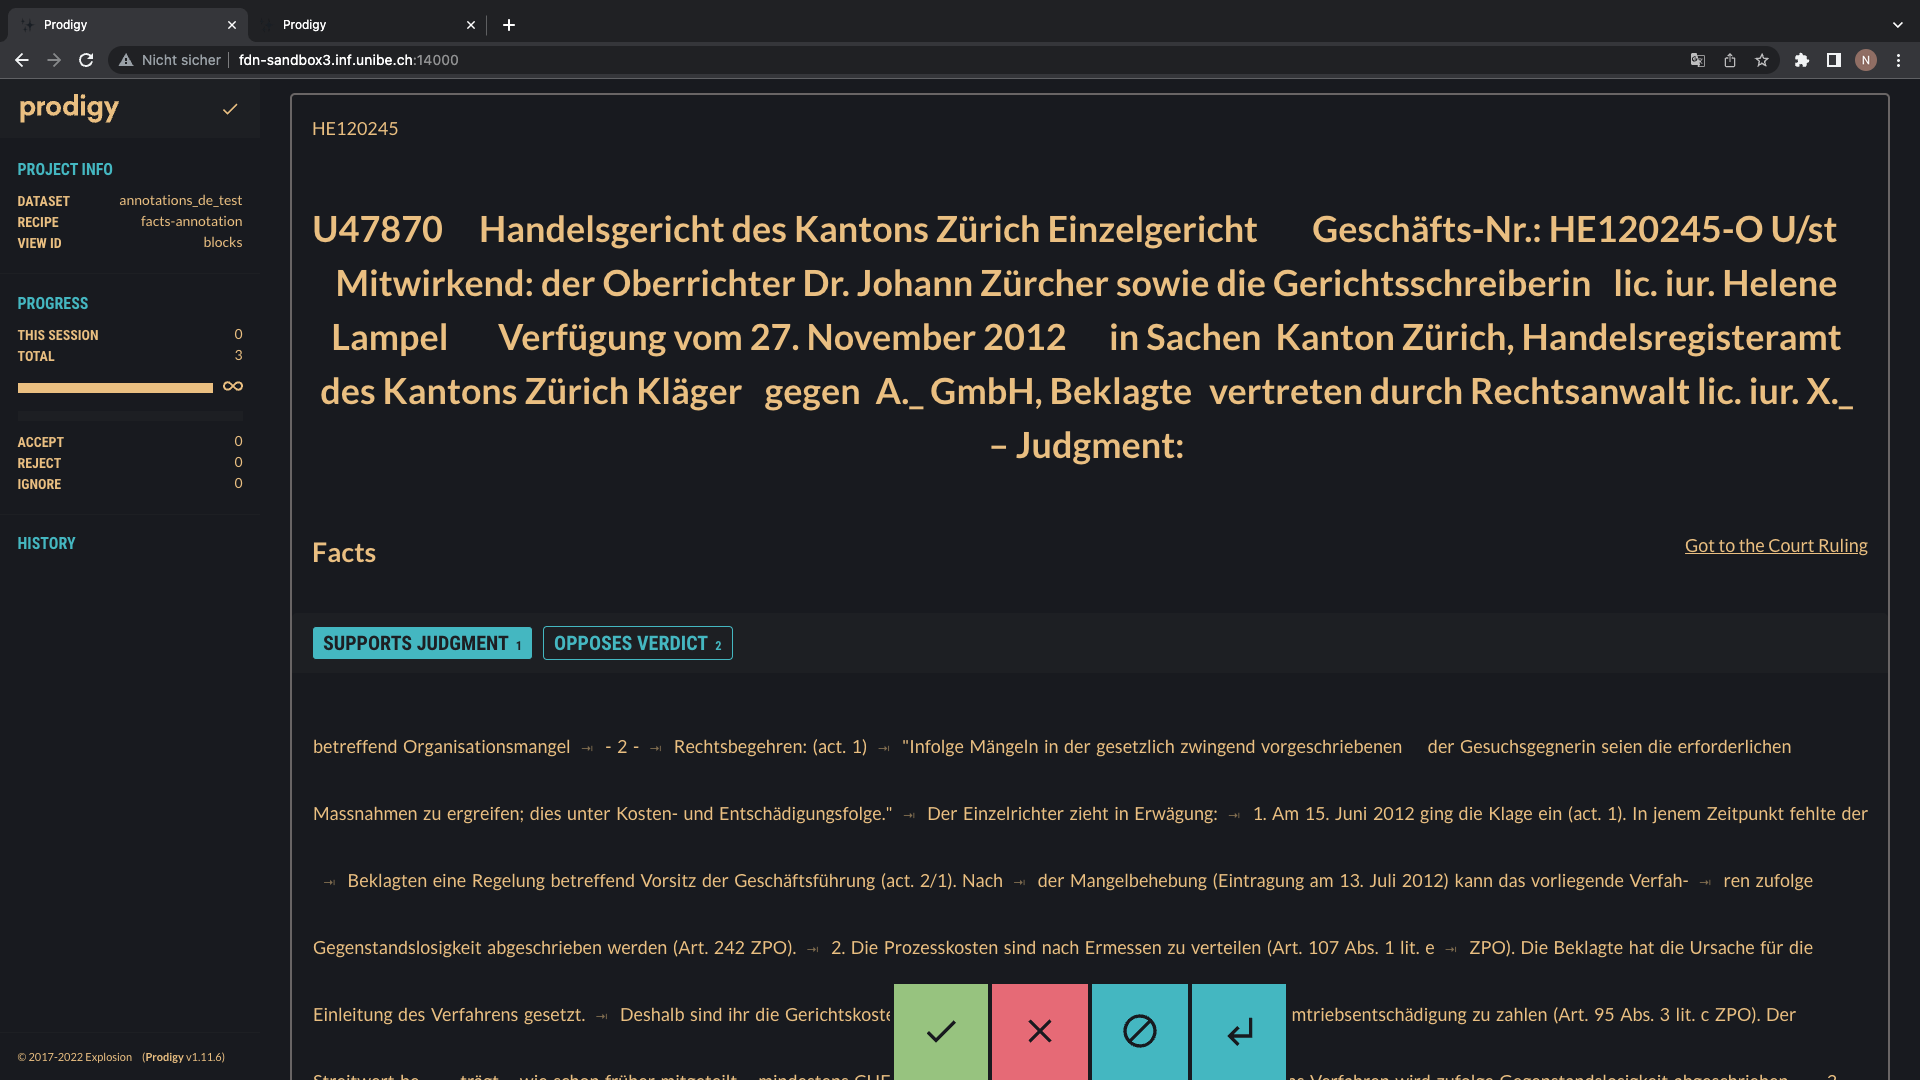 Prodigy
Prodigy
Nicht sicher
fdn-sandbox3.inf.unibe.ch:14000
N
prodigy
PROJECT INFO
DATASET annotations_de_test
RECIPE facts-annotation
VIEW ID blocks
PROGRESS
THIS SESSION 0
TOTAL 3
∞
ACCEPT 0
REJECT 0
IGNORE 0
HISTORY
© 2017-2022 Explosion (Prodigy v1.11.6)
HE120245
U47870 Handelsgericht des Kantons Zürich Einzelgericht Geschäfts-Nr.: HE120245-O U/st
Mitwirkend: der Oberrichter Dr. Johann Zürcher sowie die Gerichtsschreiberin lic. iur. Helene
Lampel Verfügung vom 27. November 2012 in Sachen Kanton Zürich, Handelsregisteramt
des Kantons Zürich Kläger gegen A._ GmbH, Beklagte vertreten durch Rechtsanwalt lic. iur. X._
– Judgment:
Facts
Got to the Court Ruling
SUPPORTS JUDGMENT 1 OPPOSES VERDICT 2
betreffend Organisationsmangel ⇥ - 2 - ⇥ Rechtsbegehren: (act. 1) ⇥ "Infolge Mängeln in der gesetzlich zwingend vorgeschriebenen der Gesuchsgegnerin seien die erforderlichen
Massnahmen zu ergreifen; dies unter Kosten- und Entschädigungsfolge." ⇥ Der Einzelrichter zieht in Erwägung: ⇥ 1. Am 15. Juni 2012 ging die Klage ein (act. 1). In jenem Zeitpunkt fehlte der
⇥ Beklagten eine Regelung betreffend Vorsitz der Geschäftsführung (act. 2/1). Nach ⇥ der Mangelbehebung (Eintragung am 13. Juli 2012) kann das vorliegende Verfah- ⇥ ren zufolge
Gegenstandslosigkeit abgeschrieben werden (Art. 242 ZPO). ⇥ 2. Die Prozesskosten sind nach Ermessen zu verteilen (Art. 107 Abs. 1 lit. e ⇥ ZPO). Die Beklagte hat die Ursache für die
Einleitung des Verfahrens gesetzt. ⇥ Deshalb sind ihr die Gerichtskoste mtriebsentschädigung zu zahlen (Art. 95 Abs. 3 lit. c ZPO). Der